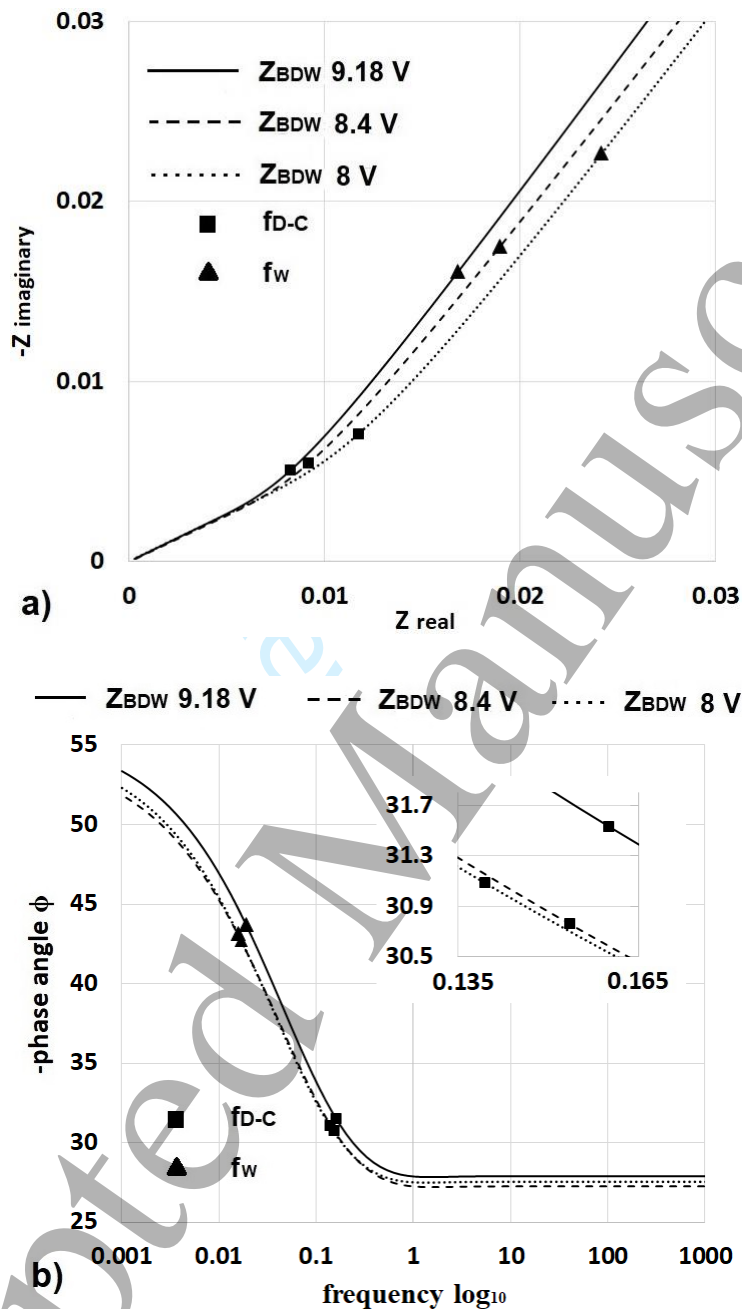 0.03
ZBDW 9.18 V
ZBDW 8.4 V
ZBDW 8 V
fD-C
fW
0.02
0.01
0
-Z imaginary
0 0.01 0.02 0.03
a)
Z real
ZBDW 9.18 V ZBDW 8.4 V ZBDW 8 V
55
50
45
40
35
30
25
-phase angle ϕ
31.7
31.3
30.9
30.5
0.135 0.165
fD-C
fW
0.001 0.01 0.1 1 10 100 1000
b)
frequency log10
pted Manusc